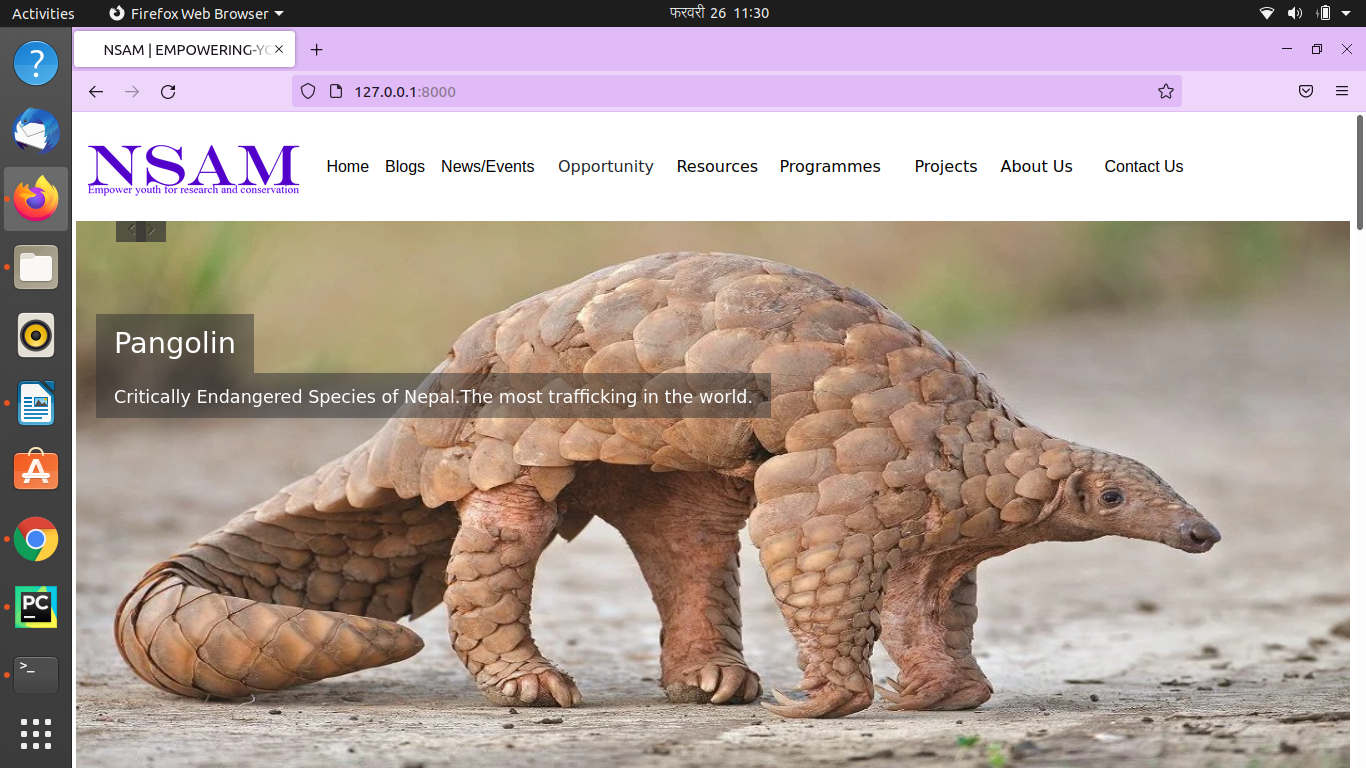 Activities Firefox Web Browser फरवरी 26 11:30
NSAM | EMPOWERING-YO
127.0.0.1:8000
NSAM
Empower youth for research and conservation
Home Blogs News/Events Opportunity Resources Programmes Projects About Us Contact Us
Pangolin
Critically Endangered Species of Nepal.The most trafficking in the world.
PC
>_